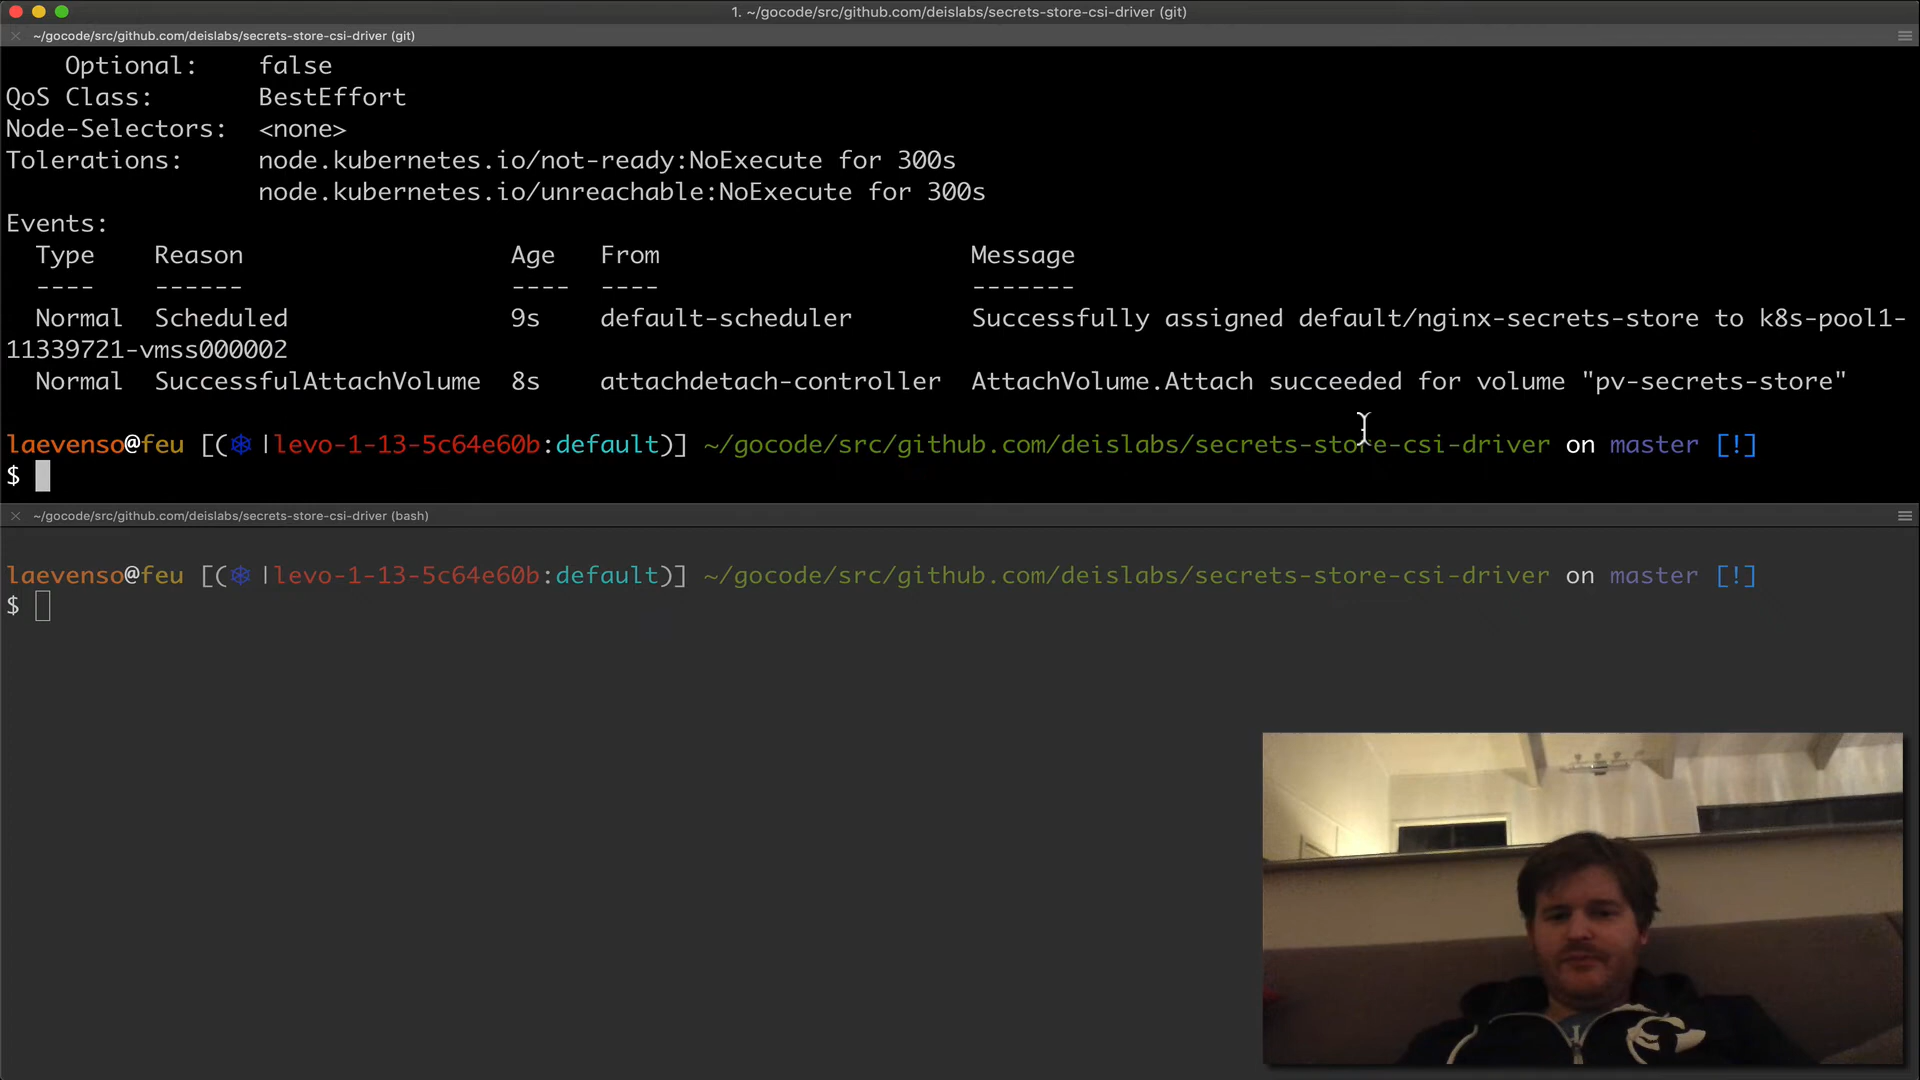 1. ~/gocode/src/github.com/deislabs/secrets-store-csi-driver (git)
~/gocode/src/github.com/deislabs/secrets-store-csi-driver (git)
Optional: false
QoS Class: BestEffort
Node-Selectors: <none>
Tolerations: node.kubernetes.io/not-ready:NoExecute for 300s
node.kubernetes.io/unreachable:NoExecute for 300s
Events:
Type Reason Age From Message
---- ------ ---- ---- -------
Normal Scheduled 9s default-scheduler Successfully assigned default/nginx-secrets-store to k8s-pool1-
11339721-vmss000002
Normal SuccessfulAttachVolume 8s attachdetach-controller AttachVolume.Attach succeeded for volume "pv-secrets-store"
laevenso@feu [(⎈ |levo-1-13-5c64e60b:default)] ~/gocode/src/github.com/deislabs/secrets-store-csi-driver on master [!]
$
~/gocode/src/github.com/deislabs/secrets-store-csi-driver (bash)
laevenso@feu [(⎈ |levo-1-13-5c64e60b:default)] ~/gocode/src/github.com/deislabs/secrets-store-csi-driver on master [!]
$